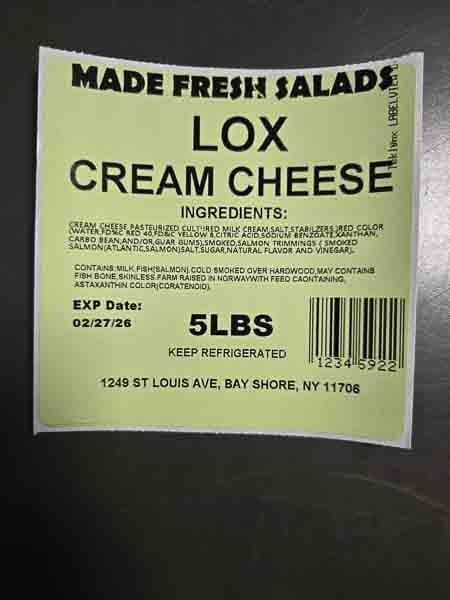 MADE FRESH SALADS
LOX
CREAM CHEESE
INGREDIENTS:
CREAM CHEESE PASTEURIZED CULTURED MILK CREAM,SALT,STABILZERS.)RED COLOR
(WATER,FD&C RED 40,FD&C YELLOW 8,CITRIC ACID,SODIUM BENZOATE,XANTHAN,
CARBO BEAN,AND/OR,GUAR GUMS),SMOKED,SALMON TRIMMINGS ( SMOKED
SALMON(ATLANTIC,SALMON)SALT,SUGAR,NATURAL FLAVOR AND VINEGAR).
CONTAINS:MILK,FISH(SALMON).COLD SMOKED OVER HARDWOOD,MAY CONTAINS
FISH BONE,SKINLESS.FARM RAISED IN NORWAYWITH FEED CAONTAINING,
ASTAXANTHIN COLOR(CORATENOID).
EXP Date:
02/27/26
5LBS
KEEP REFRIGERATED
1234 5922
1249 ST LOUIS AVE, BAY SHORE, NY 11706
LABELVIEW